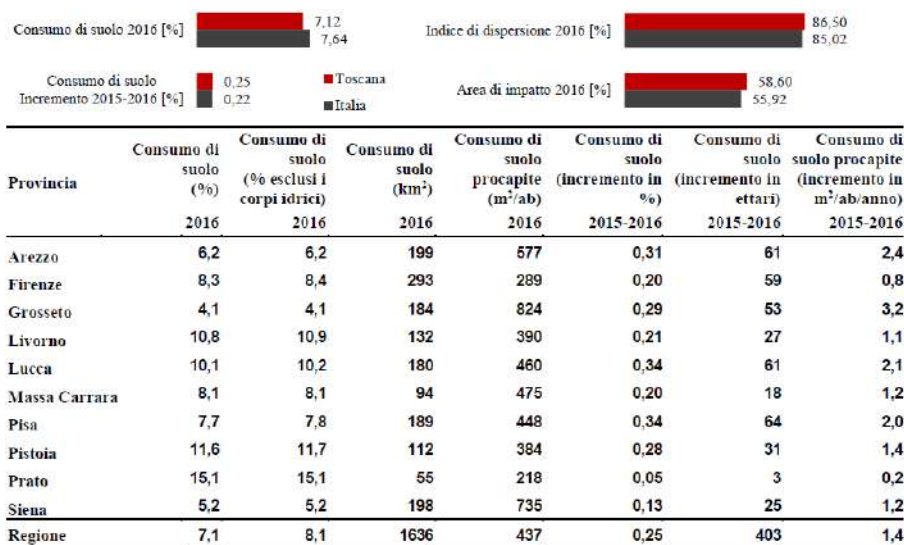 Consumo di suolo 2016 [%] 7,12
7,64
Indice di dispersione 2016 [%] 86,50
85,02
Consumo di suolo
Incremento 2015-2016 [%] 0,25
0,22
Toscana
Italia
Area di impatto 2016 [%] 58,60
55,92
Provincia
Consumo di
suolo
(%)
2016
Consumo di
suolo
(% esclusi i
corpi idrici)
2016
Consumo di
suolo
(km²)
2016
Consumo di
suolo
procapite
(m²/ab)
2016
Consumo di
suolo
(incremento in
%)
2015-2016
Consumo di
suolo
(incremento in
ettari)
2015-2016
Consumo di
suolo procapite
(incremento in
m²/ab/anno)
2015-2016
Arezzo 6,2 6,2 199 577 0,31 61 2,4
Firenze 8,3 8,4 293 289 0,20 59 0,8
Grosseto 4,1 4,1 184 824 0,29 53 3,2
Livorno 10,8 10,9 132 390 0,21 27 1,1
Lucca 10,1 10,2 180 460 0,34 61 2,1
Massa Carrara 8,1 8,1 94 475 0,20 18 1,2
Pisa 7,7 7,8 189 448 0,34 64 2,0
Pistoia 11,6 11,7 112 384 0,28 31 1,4
Prato 15,1 15,1 55 218 0,05 3 0,2
Siena 5,2 5,2 198 735 0,13 25 1,2
Regione 7,1 8,1 1636 437 0,25 403 1,4